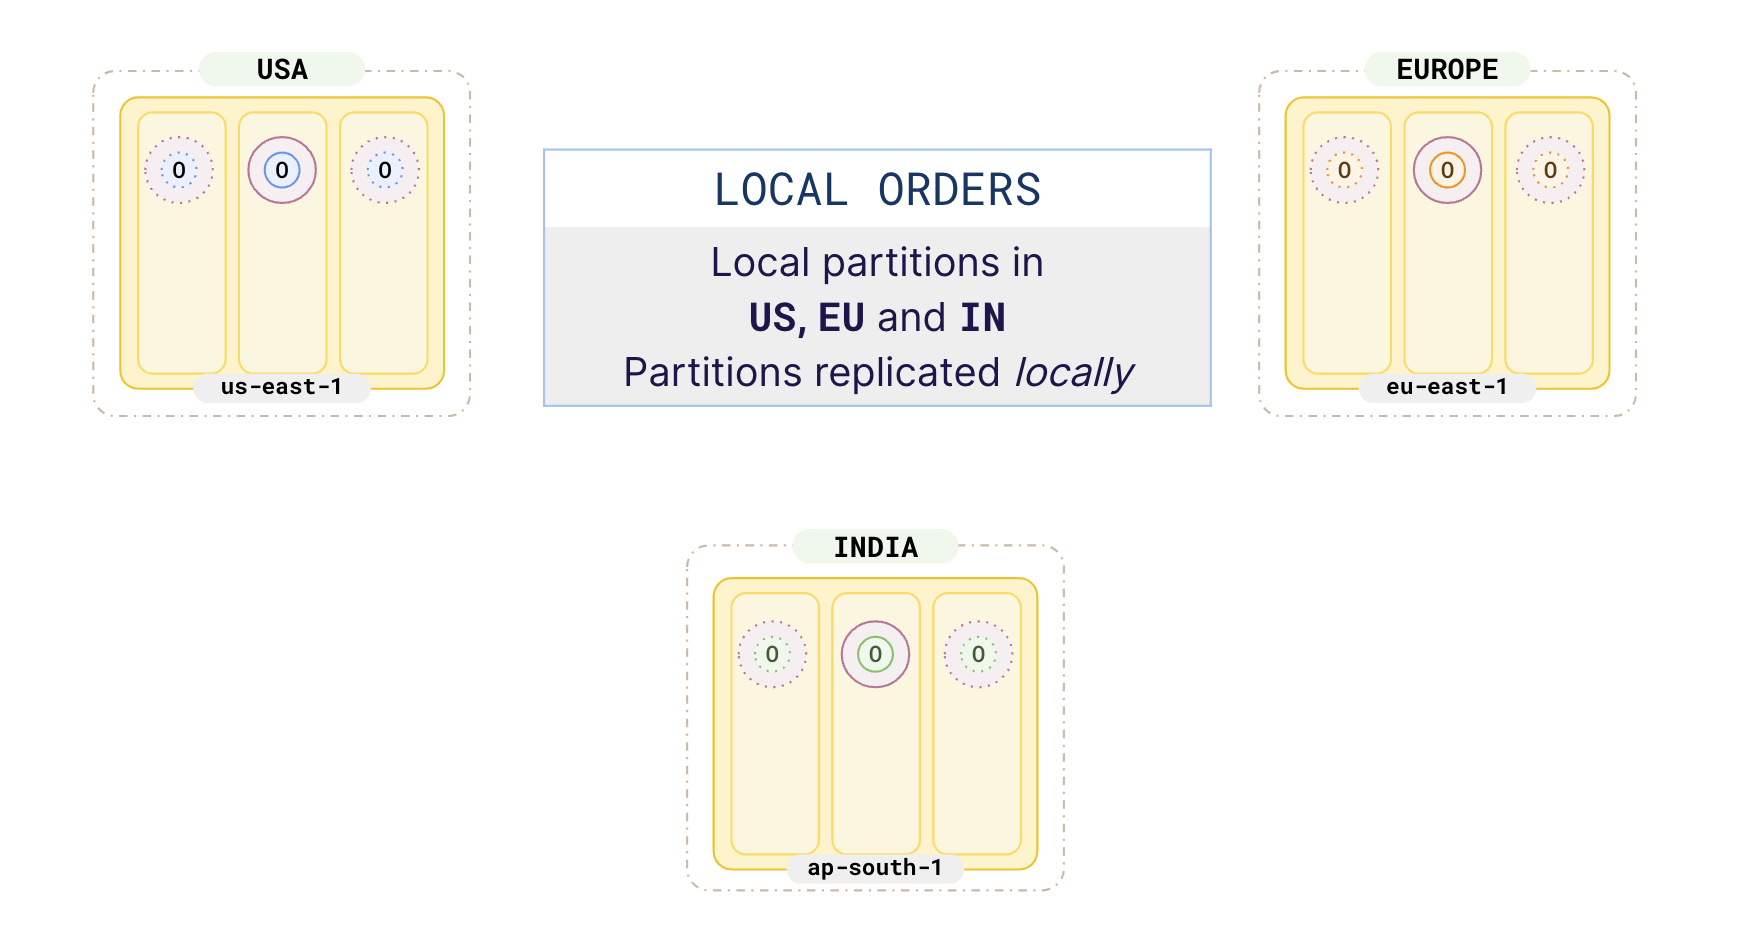 USA
EUROPE
0 0 0
0 0 0
LOCAL ORDERS
Local partitions in
US, EU and IN
Partitions replicated locally
us-east-1
eu-east-1
INDIA
0 0 0
ap-south-1